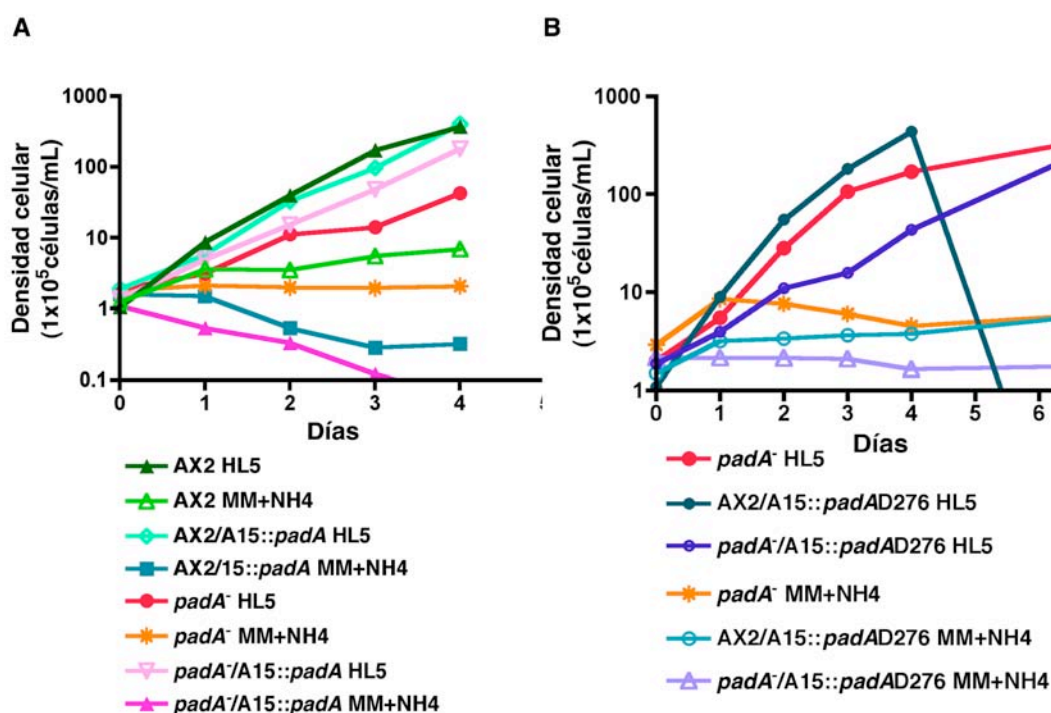 A
B
Densidad celular
(1x10⁵células/mL)
1000
100
10
1
0.1
0
1
2
3
4
Días
AX2 HL5
AX2 MM+NH4
AX2/A15::padA HL5
AX2/15::padA MM+NH4
padA⁻ HL5
padA⁻ MM+NH4
padA⁻/A15::padA HL5
padA⁻/A15::padA MM+NH4
Densidad celular
(1x10⁵células/mL)
1000
100
10
1
0
1
2
3
4
5
6
Días
padA⁻ HL5
AX2/A15::padAD276 HL5
padA⁻/A15::padAD276 HL5
padA⁻ MM+NH4
AX2/A15::padAD276 MM+NH4
padA⁻/A15::padAD276 MM+NH4